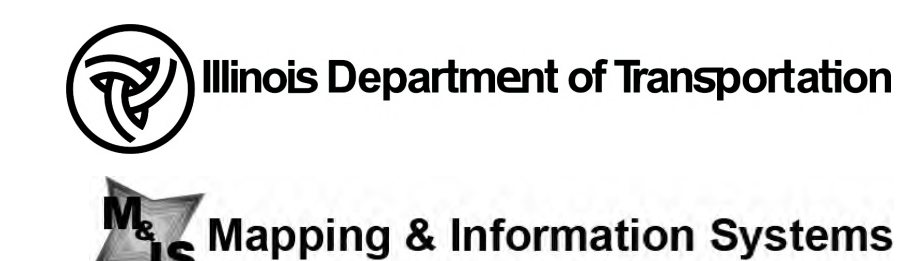 Illinois Department of Transportation
M&IS Mapping & Information Systems